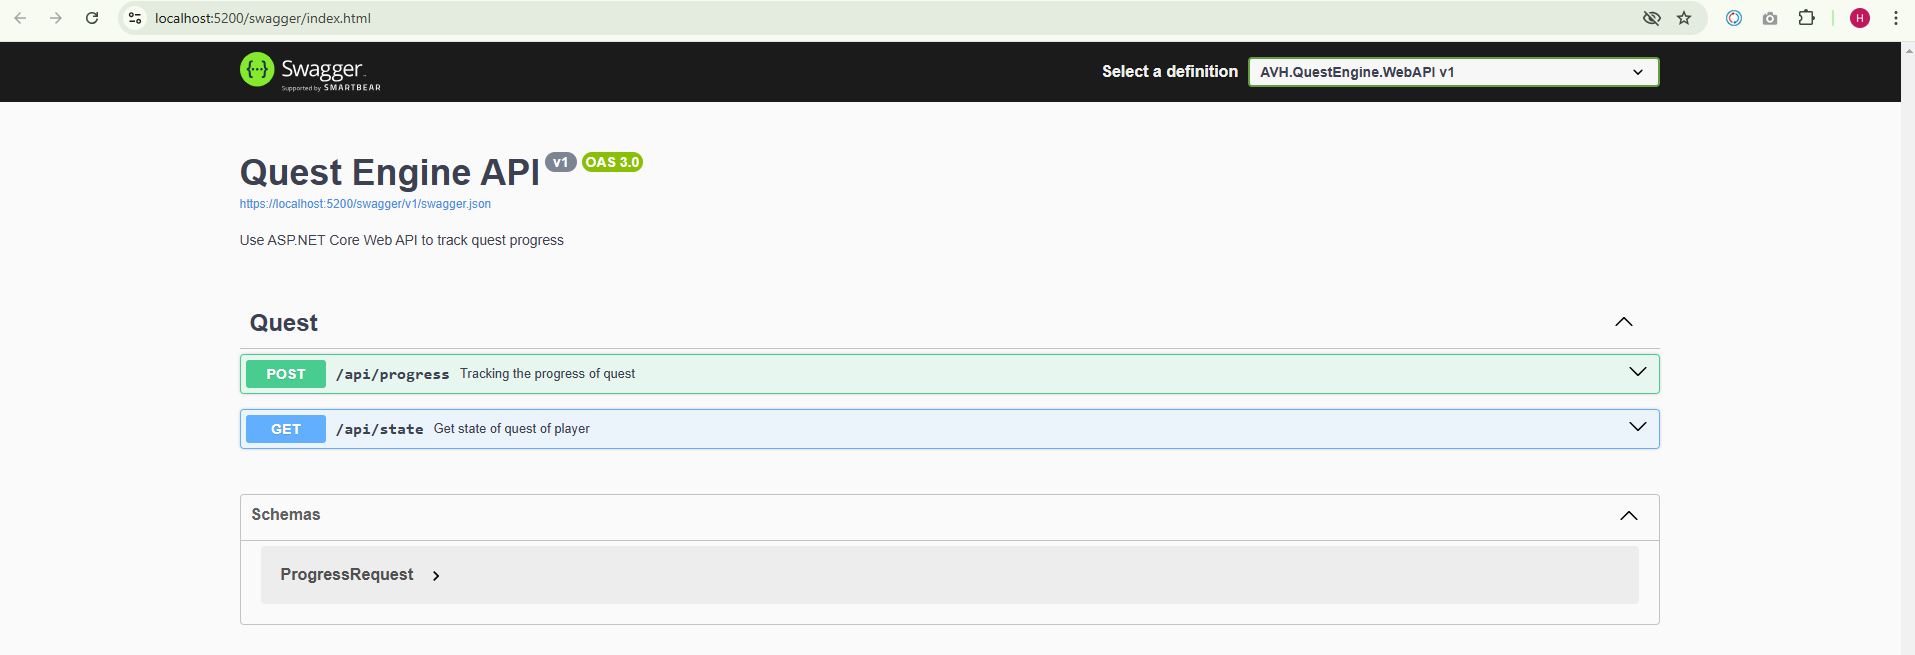 localhost:5200/swagger/index.html
H
{···} Swagger™
Supported by SMARTBEAR
Select a definition
AVH.QuestEngine.WebAPI v1
Quest Engine API v1 OAS 3.0
https://localhost:5200/swagger/v1/swagger.json
Use ASP.NET Core Web API to track quest progress
Quest
POST /api/progress Tracking the progress of quest
GET /api/state Get state of quest of player
Schemas
ProgressRequest